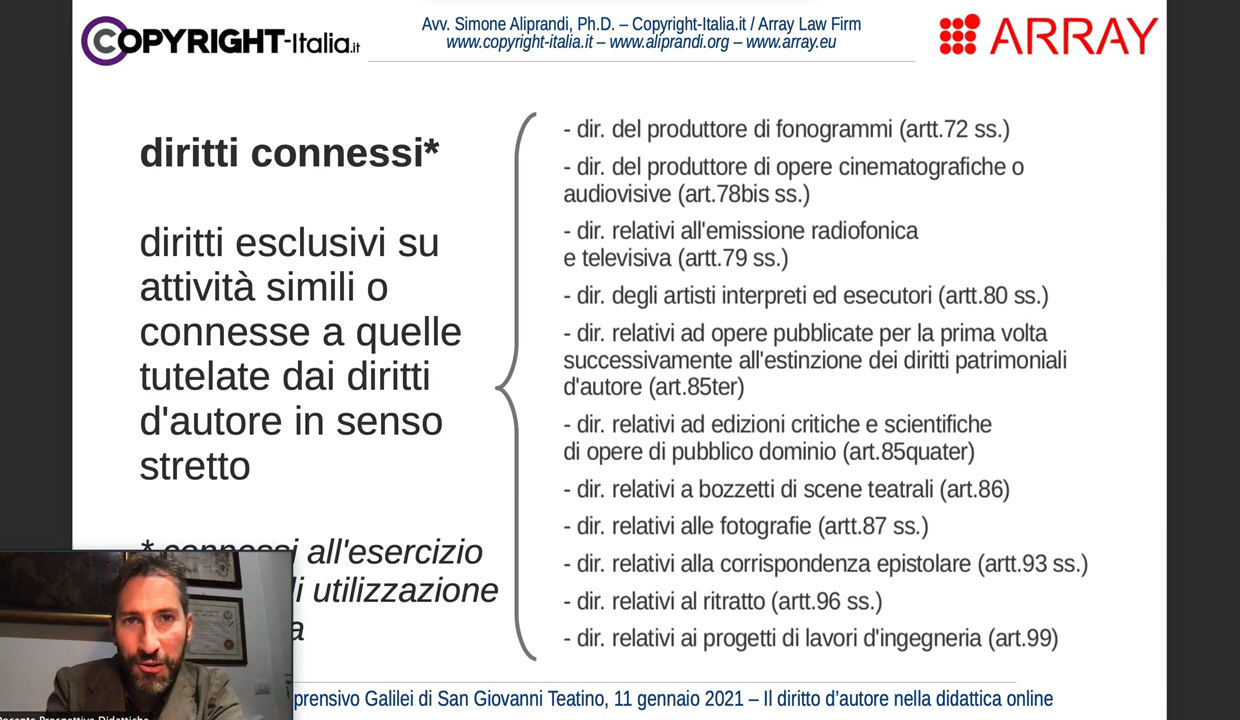 COPYRIGHT-Italia.it
Avv. Simone Aliprandi, Ph.D. – Copyright-Italia.it / Array Law Firm
www.copyright-italia.it – www.aliprandi.org – www.array.eu
ARRAY
diritti connessi*
diritti esclusivi su
attività simili o
connesse a quelle
tutelate dai diritti
d'autore in senso
stretto
* connessi all'esercizio
di utilizzazione
- dir. del produttore di fonogrammi (artt.72 ss.)
- dir. del produttore di opere cinematografiche o
audiovisive (art.78bis ss.)
- dir. relativi all'emissione radiofonica
e televisiva (artt.79 ss.)
- dir. degli artisti interpreti ed esecutori (artt.80 ss.)
- dir. relativi ad opere pubblicate per la prima volta
successivamente all'estinzione dei diritti patrimoniali
d'autore (art.85ter)
- dir. relativi ad edizioni critiche e scientifiche
di opere di pubblico dominio (art.85quater)
- dir. relativi a bozzetti di scene teatrali (art.86)
- dir. relativi alle fotografie (artt.87 ss.)
- dir. relativi alla corrispondenza epistolare (artt.93 ss.)
- dir. relativi al ritratto (artt.96 ss.)
- dir. relativi ai progetti di lavori d'ingegneria (art.99)
prensivo Galilei di San Giovanni Teatino, 11 gennaio 2021 – Il diritto d’autore nella didattica online
Docente Prospettive Didattiche